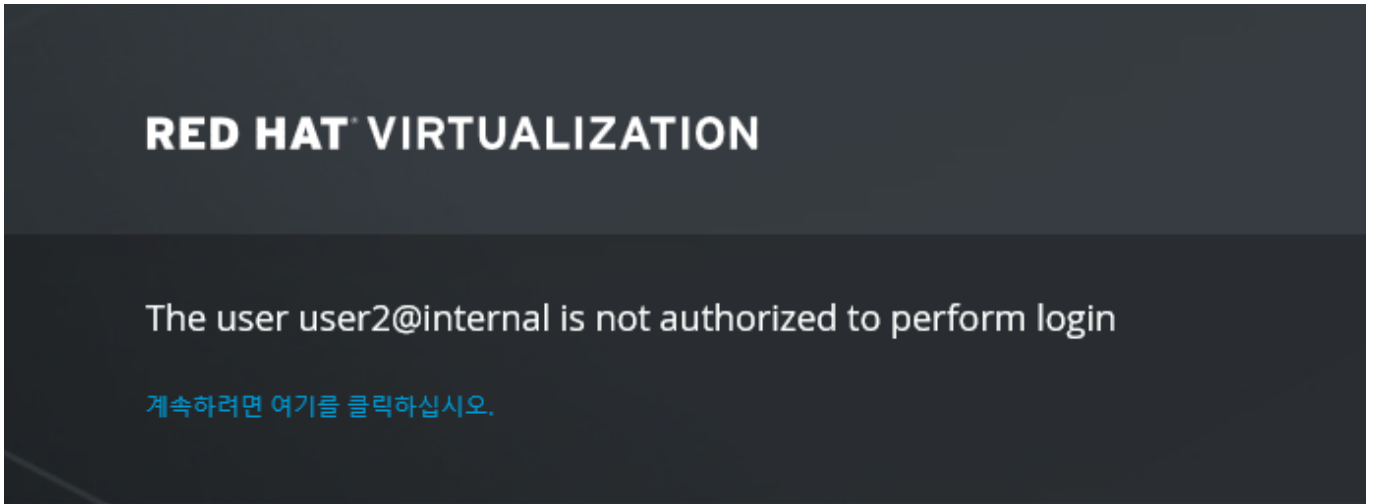 RED HAT® VIRTUALIZATION
The user user2@internal is not authorized to perform login
계속하려면 여기를 클릭하십시오.